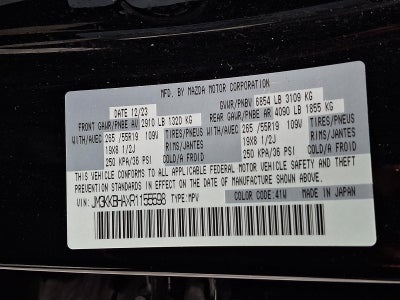 MFD. BY MAZDA MOTOR CORPORATION
DATE 12/23 GVWR/PNBV 6854 LB 3109 KG
FRONT GAWR/PNBE AV 2910 LB 1320 KG REAR GAWR/PNBE AR 4090 LB 1855 KG
WITH/AVEC 265 /55R19 109W TIRES/PNEUS WITH/AVEC 265 /55R19 109W TIRES/PNEUS
19X8 1/2J RIMS/JANTES 19X8 1/2J RIMS/JANTES
250 KPA/36 PSI COLD/A FROID 250 KPA/36 PSI COLD/A FROID
THIS VEHICLE CONFORMS TO ALL APPLICABLE FEDERAL MOTOR VEHICLE SAFETY AND THEFT
PREVENTION STANDARDS IN EFFECT ON THE DATE OF MANUFACTURE SHOWN ABOVE.
VIN: TYPE:MPV COLOR CODE: 41W MADE IN JAPAN